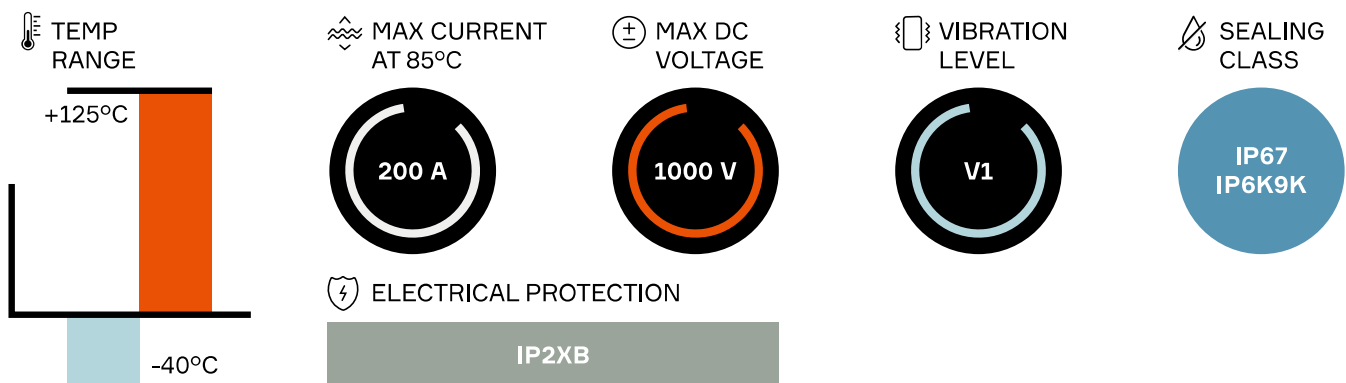 TEMP
RANGE
+125°C
-40°C
MAX CURRENT
AT 85°C
200 A
MAX DC
VOLTAGE
1000 V
VIBRATION
LEVEL
V1
SEALING
CLASS
IP67
IP6K9K
ELECTRICAL PROTECTION
IP2XB